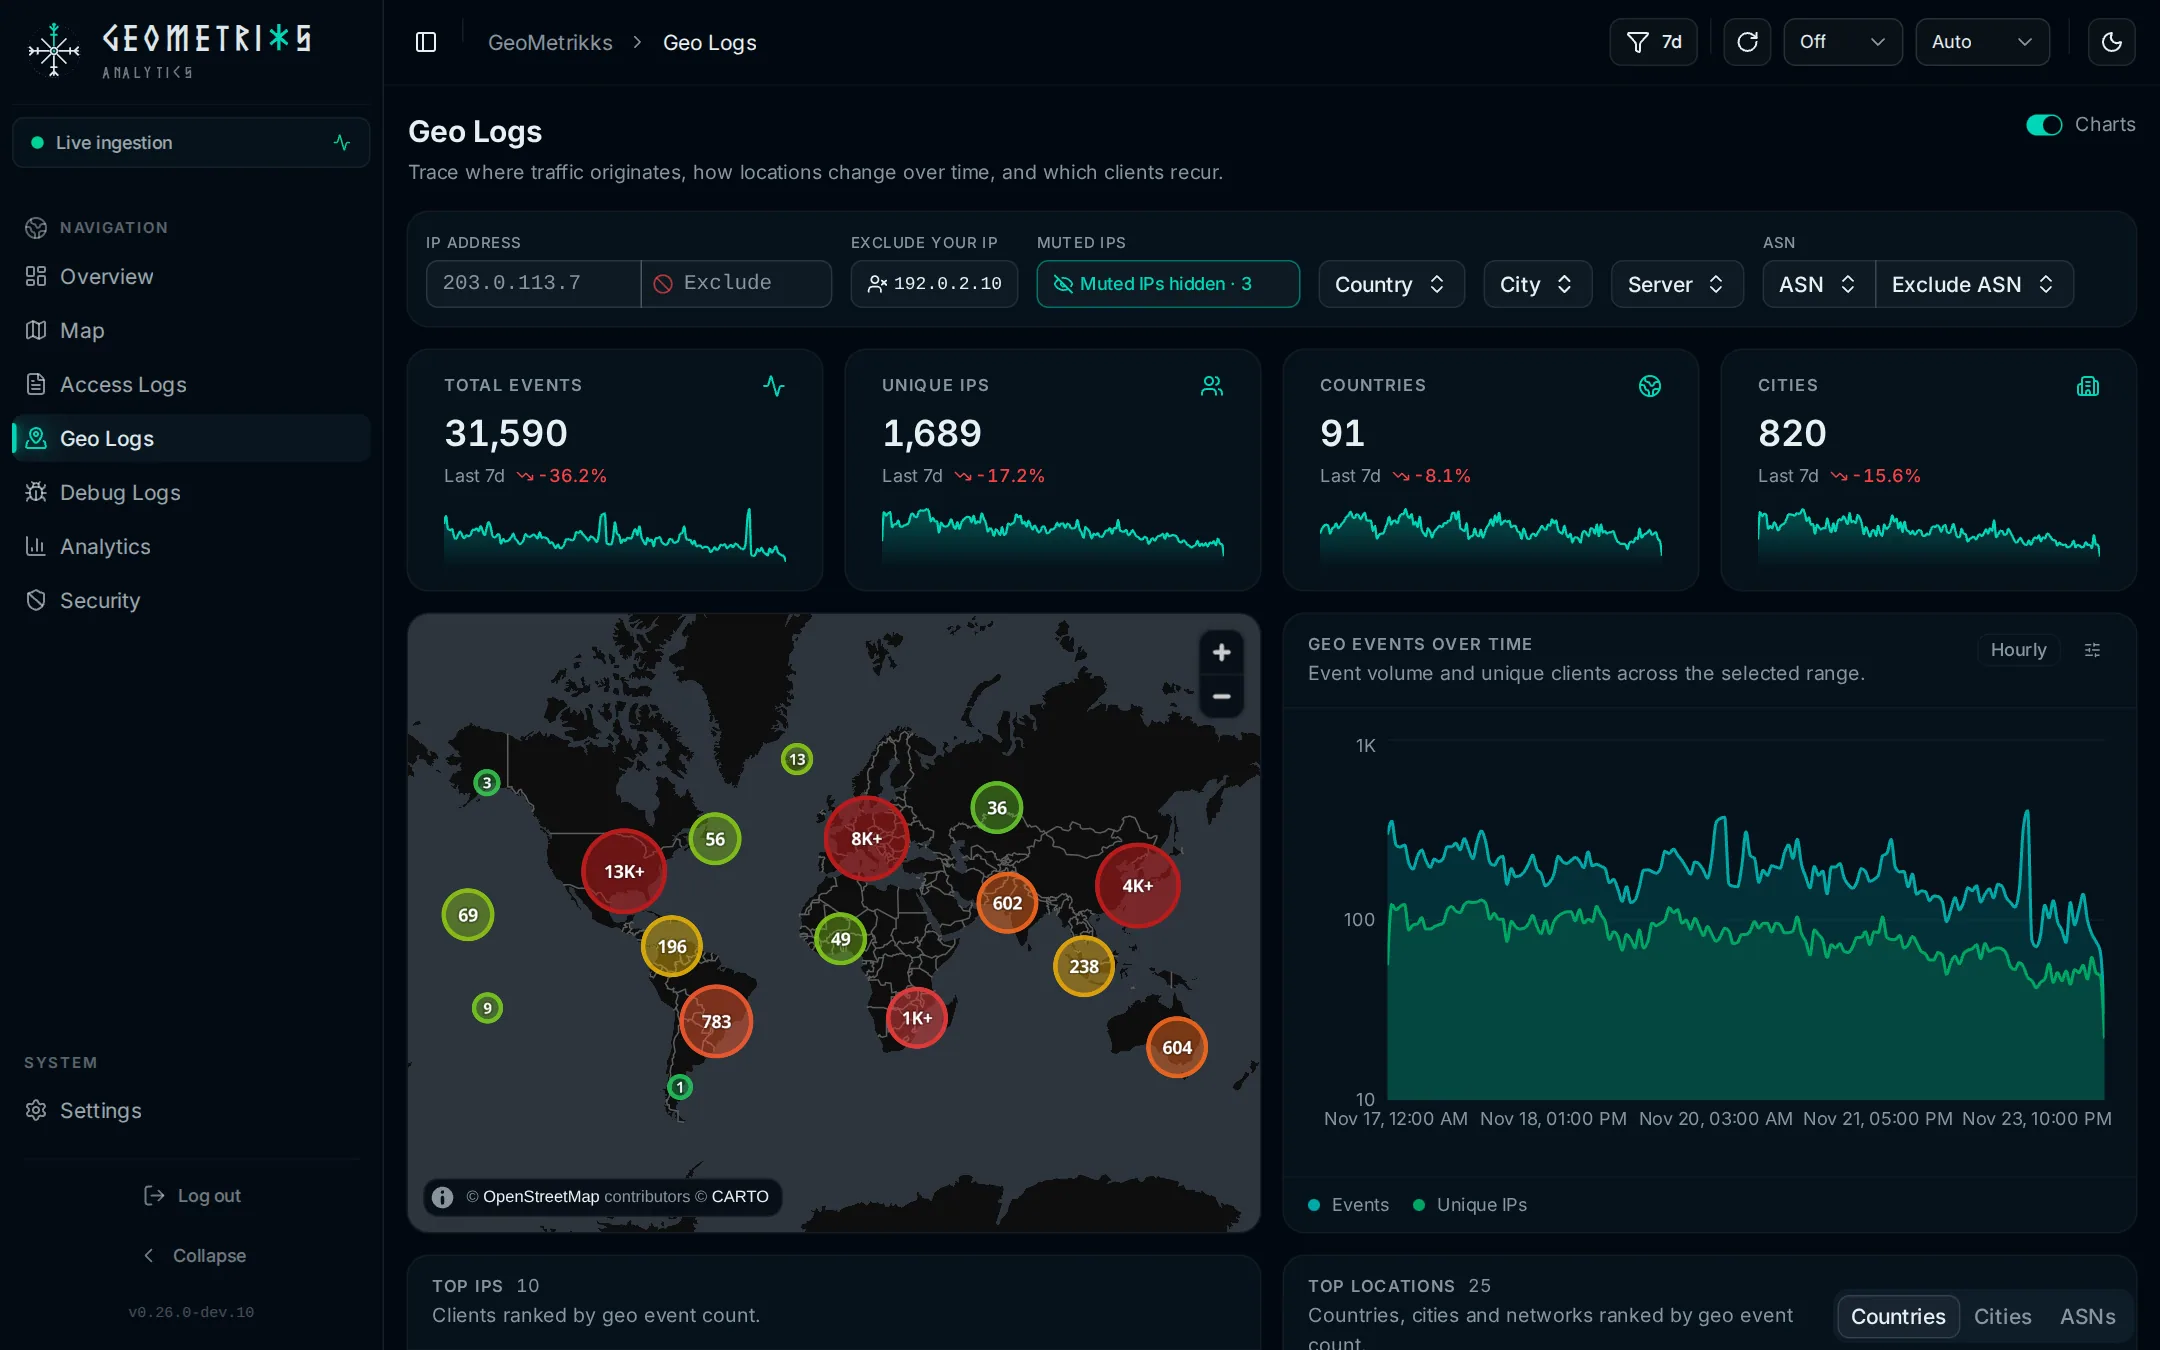 GEOMETRIKS
ANALYTICS
Live ingestion
NAVIGATION
Overview
Map
Access Logs
Geo Logs
Debug Logs
Analytics
Security
SYSTEM
Settings
Log out
Collapse
v0.26.0-dev.10
GeoMetrikks > Geo Logs
7d
Off
Auto
Geo Logs
Charts
Trace where traffic originates, how locations change over time, and which clients recur.
IP ADDRESS
203.0.113.7
Exclude
EXCLUDE YOUR IP
192.0.2.10
MUTED IPS
Muted IPs hidden · 3
Country
City
Server
ASN
ASN
Exclude ASN
TOTAL EVENTS
31,590
Last 7d -36.2%
UNIQUE IPS
1,689
Last 7d -17.2%
COUNTRIES
91
Last 7d -8.1%
CITIES
820
Last 7d -15.6%
+
−
13
3
36
56
8K+
13K+
4K+
602
69
49
196
238
9
783
1K+
604
1
© OpenStreetMap contributors © CARTO
GEO EVENTS OVER TIME
Event volume and unique clients across the selected range.
Hourly
1K
100
10
Nov 17, 12:00 AM Nov 18, 01:00 PM Nov 20, 03:00 AM Nov 21, 05:00 PM Nov 23, 10:00 PM
Events
Unique IPs
TOP IPS 10
Clients ranked by geo event count.
TOP LOCATIONS 25
Countries, cities and networks ranked by geo event
count.
Countries
Cities
ASNs